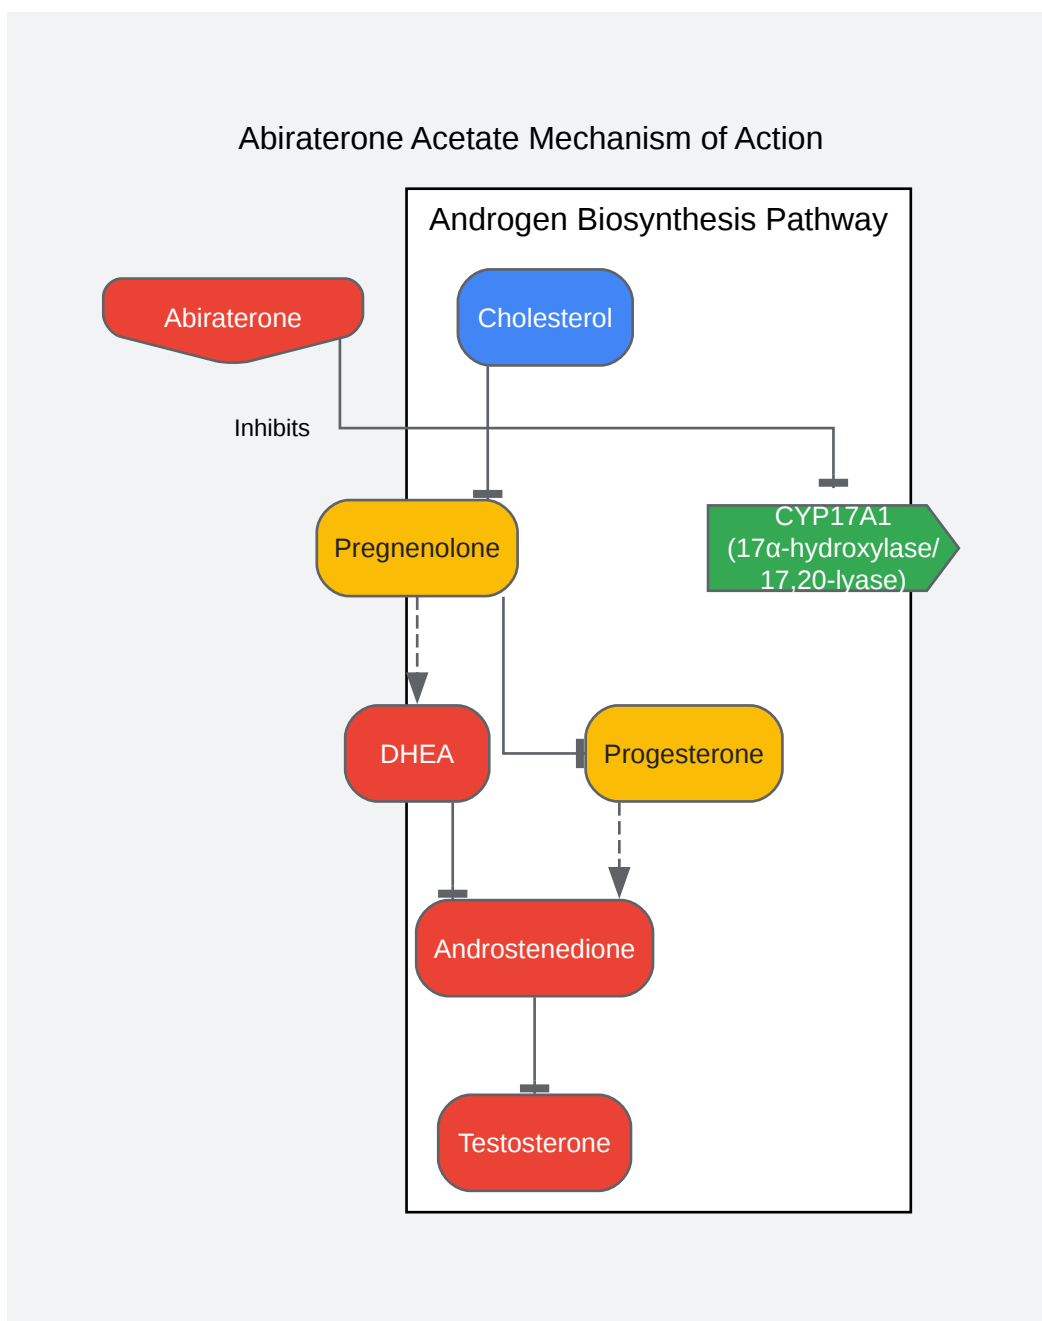 Abiraterone Acetate Mechanism of Action
Androgen Biosynthesis Pathway
Abiraterone
Cholesterol
Inhibits
Pregnenolone
CYP17A1
(17α-hydroxylase/
17,20-lyase)
DHEA
Progesterone
Androstenedione
Testosterone